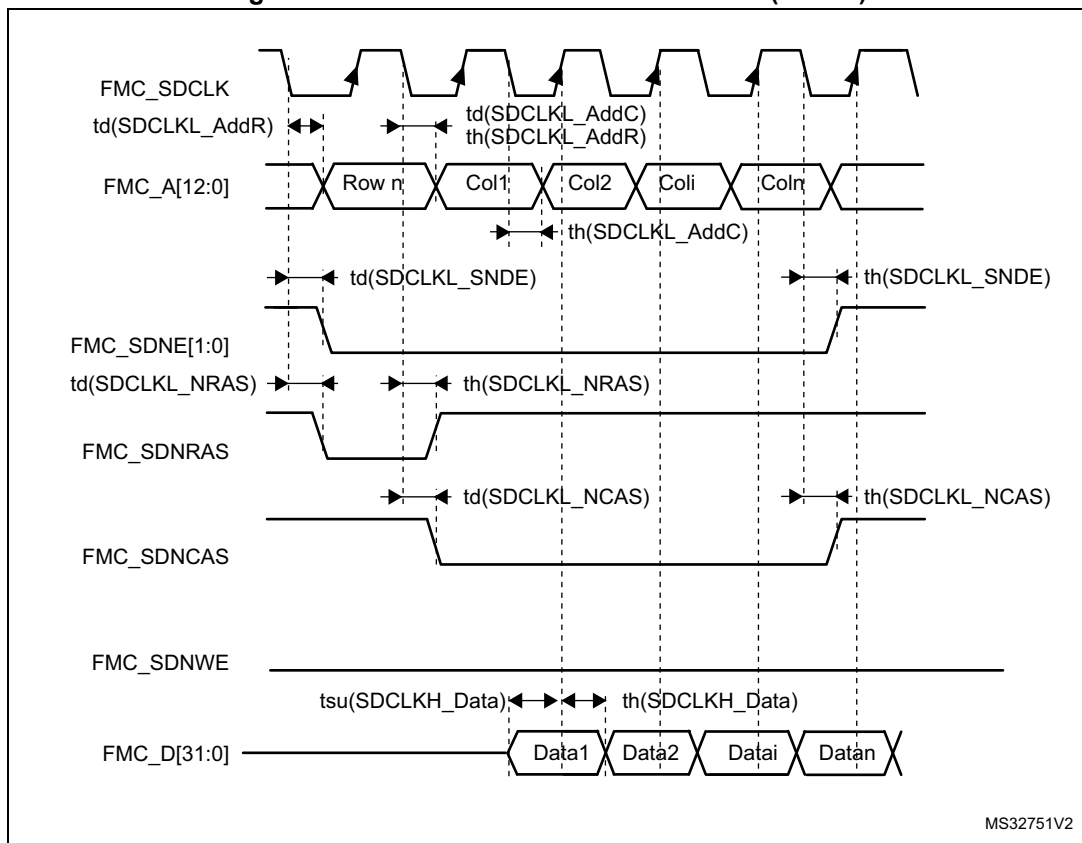 FMC_SDCLK
td(SDCLKL_AddR)
td(SDCLKL_AddC)
th(SDCLKL_AddR)
FMC_A[12:0]
Row n
Col1
Col2
Coli
Coln
th(SDCLKL_AddC)
td(SDCLKL_SNDE)
th(SDCLKL_SNDE)
FMC_SDNE[1:0]
td(SDCLKL_NRAS)
th(SDCLKL_NRAS)
FMC_SDNRAS
td(SDCLKL_NCAS)
th(SDCLKL_NCAS)
FMC_SDNCAS
FMC_SDNWE
tsu(SDCLKH_Data)
th(SDCLKH_Data)
FMC_D[31:0]
Data1
Data2
Datai
Datan
MS32751V2